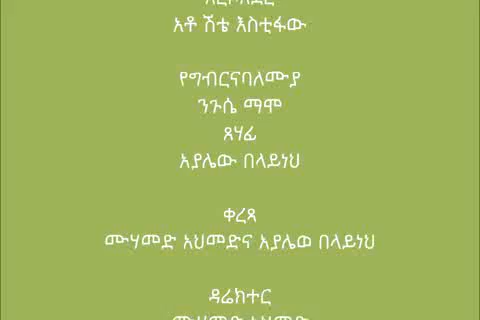 አቶ ሽቴ እስቲፋው
የግብርናባለሙያ
ንጉሴ ማሞ
ጸሃፊ
አያሌው በላይነህ
ቀረጻ
ሙሃመድ አህመድና አያሌወ በላይነህ
ዳሬክተር